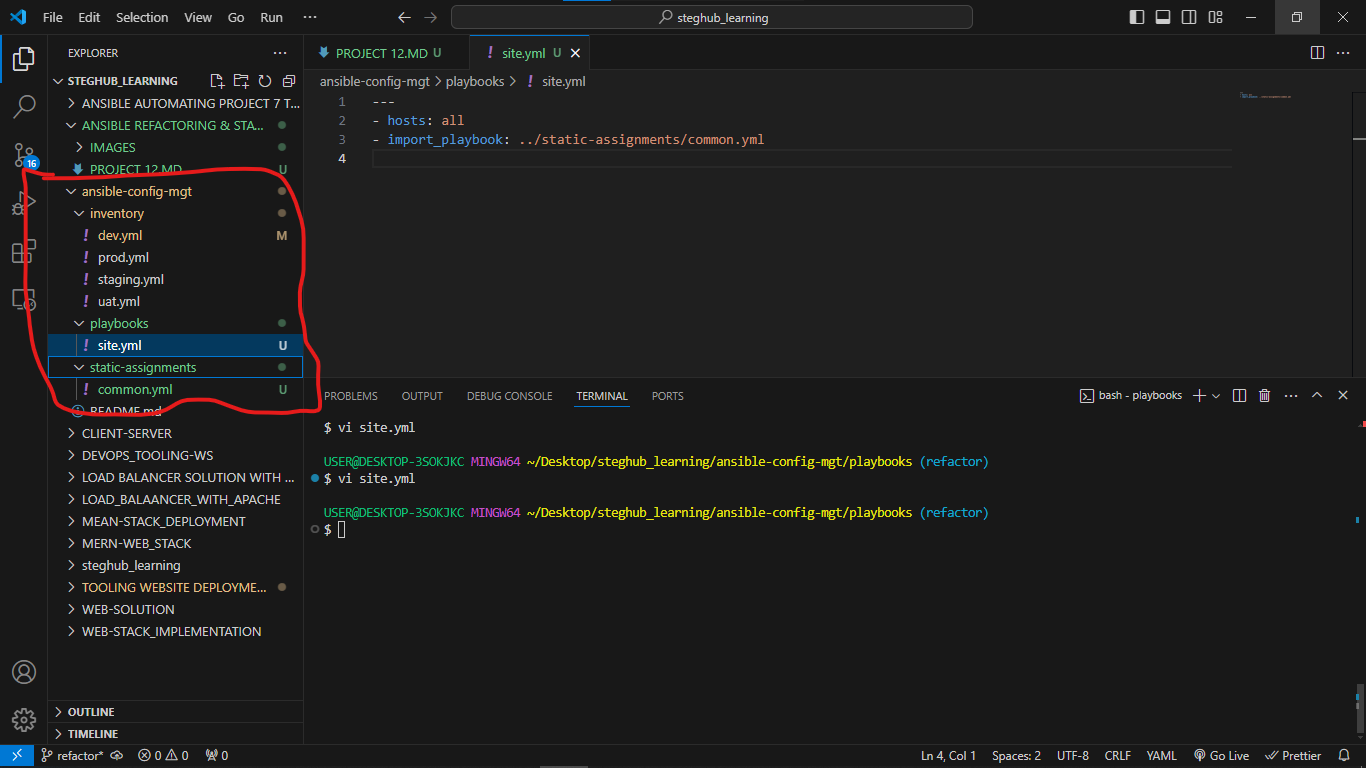 File Edit Selection View Go Run ··· steghub_learning
EXPLORER ···
STEGHUB_LEARNING
ANSIBLE AUTOMATING PROJECT 7 T...
ANSIBLE REFACTORING & STA...
IMAGES
PROJECT 12.MD U
16
ansible-config-mgt
inventory
! dev.yml M
! prod.yml
! staging.yml
! uat.yml
playbooks
! site.yml U
static-assignments
! common.yml U
README.md
CLIENT-SERVER
DEVOPS_TOOLING-WS
LOAD BALANCER SOLUTION WITH ...
LOAD_BALAANCER_WITH_APACHE
MEAN-STACK_DEPLOYMENT
MERN-WEB_STACK
steghub_learning
TOOLING WEBSITE DEPLOYME...
WEB-SOLUTION
WEB-STACK_IMPLEMENTATION
OUTLINE
TIMELINE
PROJECT 12.MD U ! site.yml U
ansible-config-mgt > playbooks > ! site.yml
1 ---
2 - hosts: all
3 - import_playbook: ../static-assignments/common.yml
4
PROBLEMS OUTPUT DEBUG CONSOLE TERMINAL PORTS bash - playbooks
$ vi site.yml
USER@DESKTOP-3SOKJKC MINGW64 ~/Desktop/steghub_learning/ansible-config-mgt/playbooks (refactor)
$ vi site.yml
USER@DESKTOP-3SOKJKC MINGW64 ~/Desktop/steghub_learning/ansible-config-mgt/playbooks (refactor)
$
refactor* 0 0 0 Ln 4, Col 1 Spaces: 2 UTF-8 CRLF YAML Go Live Prettier